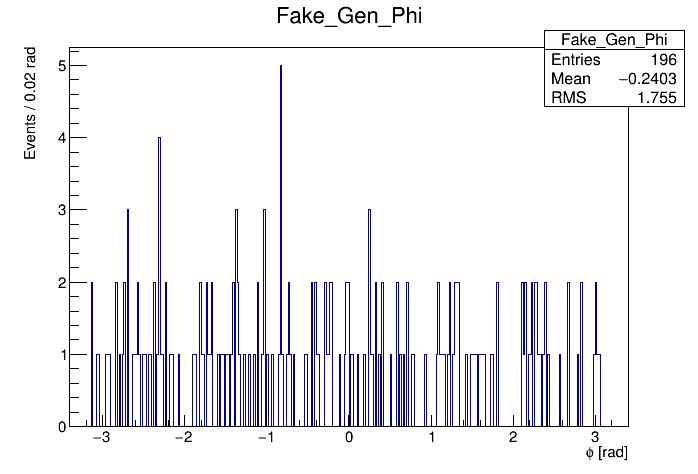 Fake_Gen_Phi
Fake_Gen_Phi
Entries 196
Mean −0.2403
RMS 1.755
Events / 0.02 rad
5
4
3
2
1
0
−3 −2 −1 0 1 2 3
ϕ [rad]